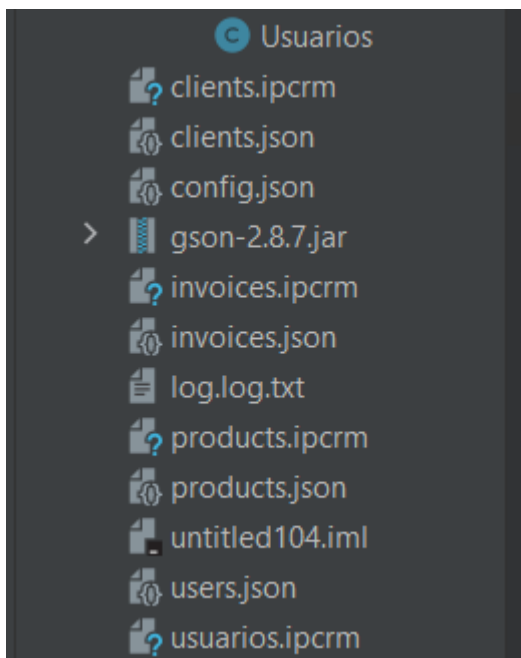 Usuarios
clients.ipcrm
clients.json
config.json
gson-2.8.7.jar
invoices.ipcrm
invoices.json
log.log.txt
products.ipcrm
products.json
untitled104.iml
users.json
usuarios.ipcrm